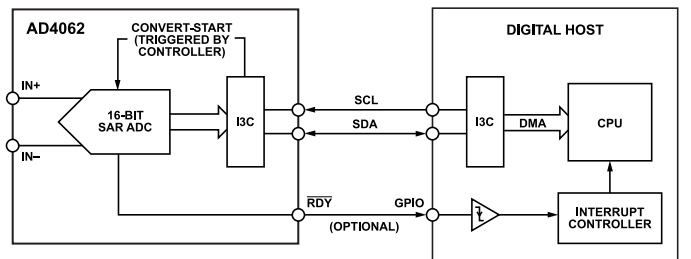 AD4062
CONVERT-START
(TRIGGERED BY
CONTROLLER)
IN+
IN–
16-BIT
SAR ADC
I3C
SCL
SDA
RDY
(OPTIONAL)
GPIO
DIGITAL HOST
I3C
DMA
CPU
INTERRUPT
CONTROLLER